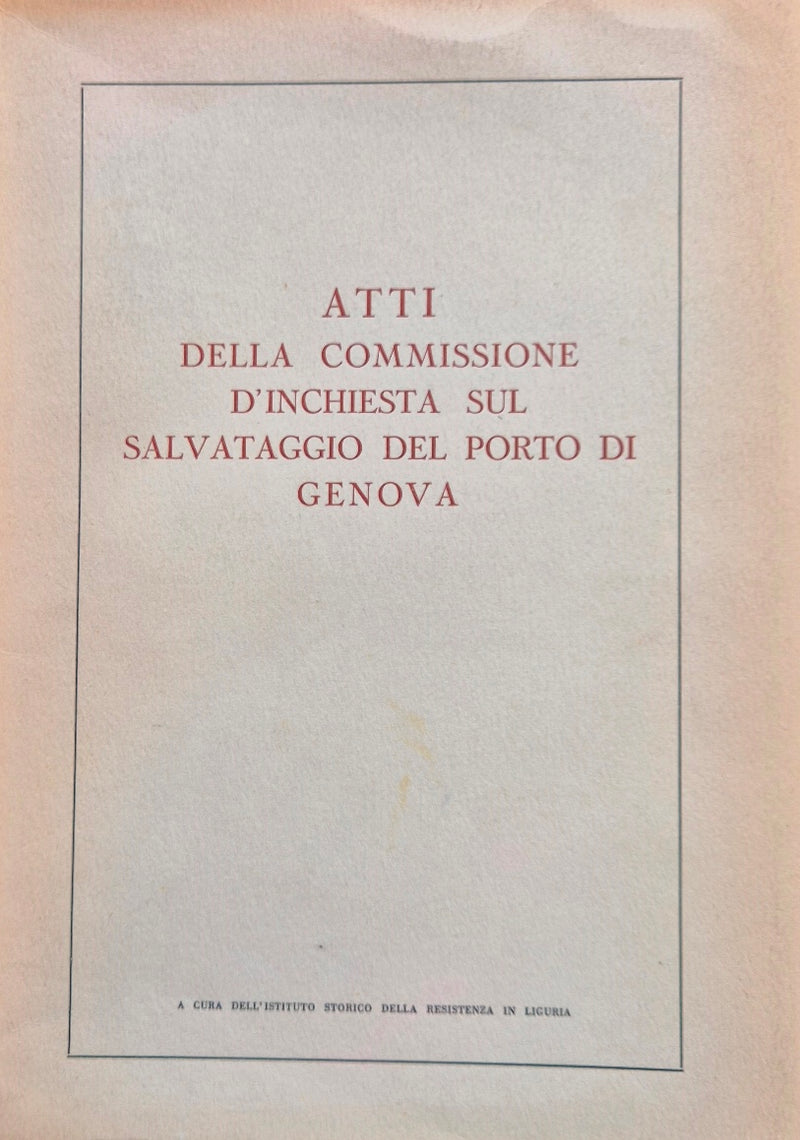 ATTI
DELLA COMMISSIONE
D'INCHIESTA SUL
SALVATAGGIO DEL PORTO DI
GENOVA
A CURA DELL'ISTITUTO STORICO DELLA RESISTENZA IN LIGURIA